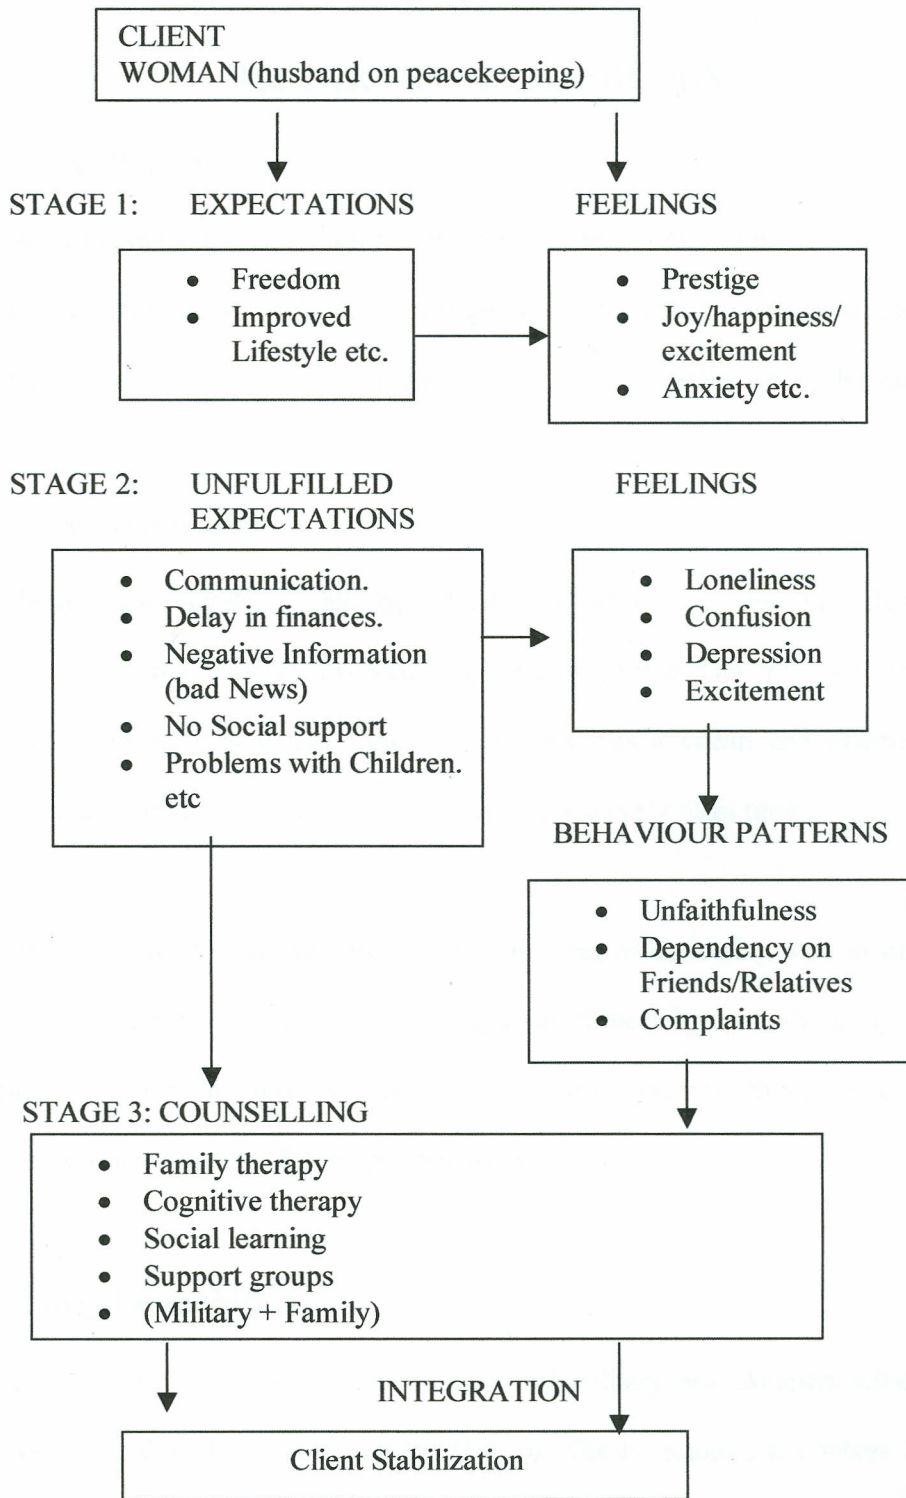 CLIENT
WOMAN (husband on peacekeeping)
STAGE 1: EXPECTATIONS FEELINGS
• Freedom
• Improved
Lifestyle etc.
• Prestige
• Joy/happiness/
excitement
• Anxiety etc.
STAGE 2: UNFULFILLED
EXPECTATIONS
FEELINGS
• Communication.
• Delay in finances.
• Negative Information
(bad News)
• No Social support
• Problems with Children.
etc
• Loneliness
• Confusion
• Depression
• Excitement
BEHAVIOUR PATTERNS
• Unfaithfulness
• Dependency on
Friends/Relatives
• Complaints
STAGE 3: COUNSELLING
• Family therapy
• Cognitive therapy
• Social learning
• Support groups
• (Military + Family)
INTEGRATION
Client Stabilization